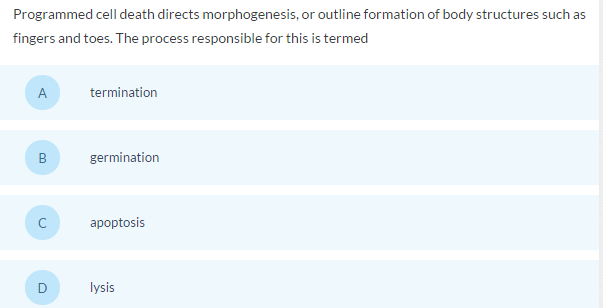 Programmed cell death directs morphogenesis, or outline formation of body structures such as
fingers and toes. The process responsible for this is termed
A termination
B germination
C apoptosis
D lysis